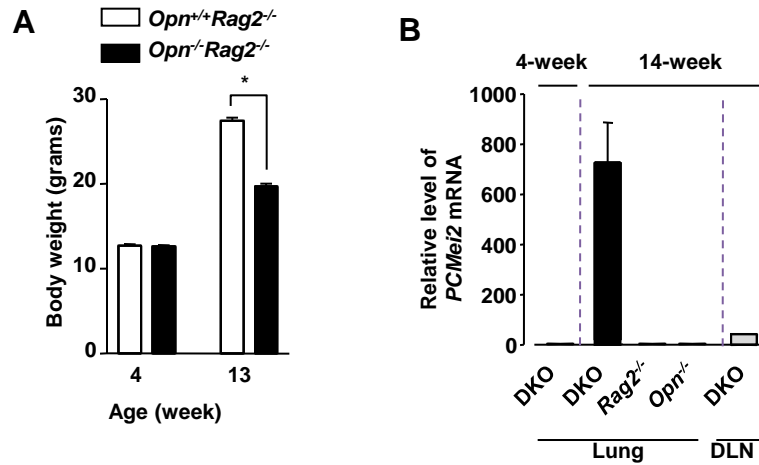 A
Opn+/+Rag2-/-
Opn-/-Rag2-/-
*
30
20
10
0
Body weight (grams)
4
13
Age (week)
B
4-week
14-week
1000
800
600
400
200
0
Relative level of
PCMei2 mRNA
DKO
DKO
Rag2-/-
Opn-/-
DKO
Lung
DLN